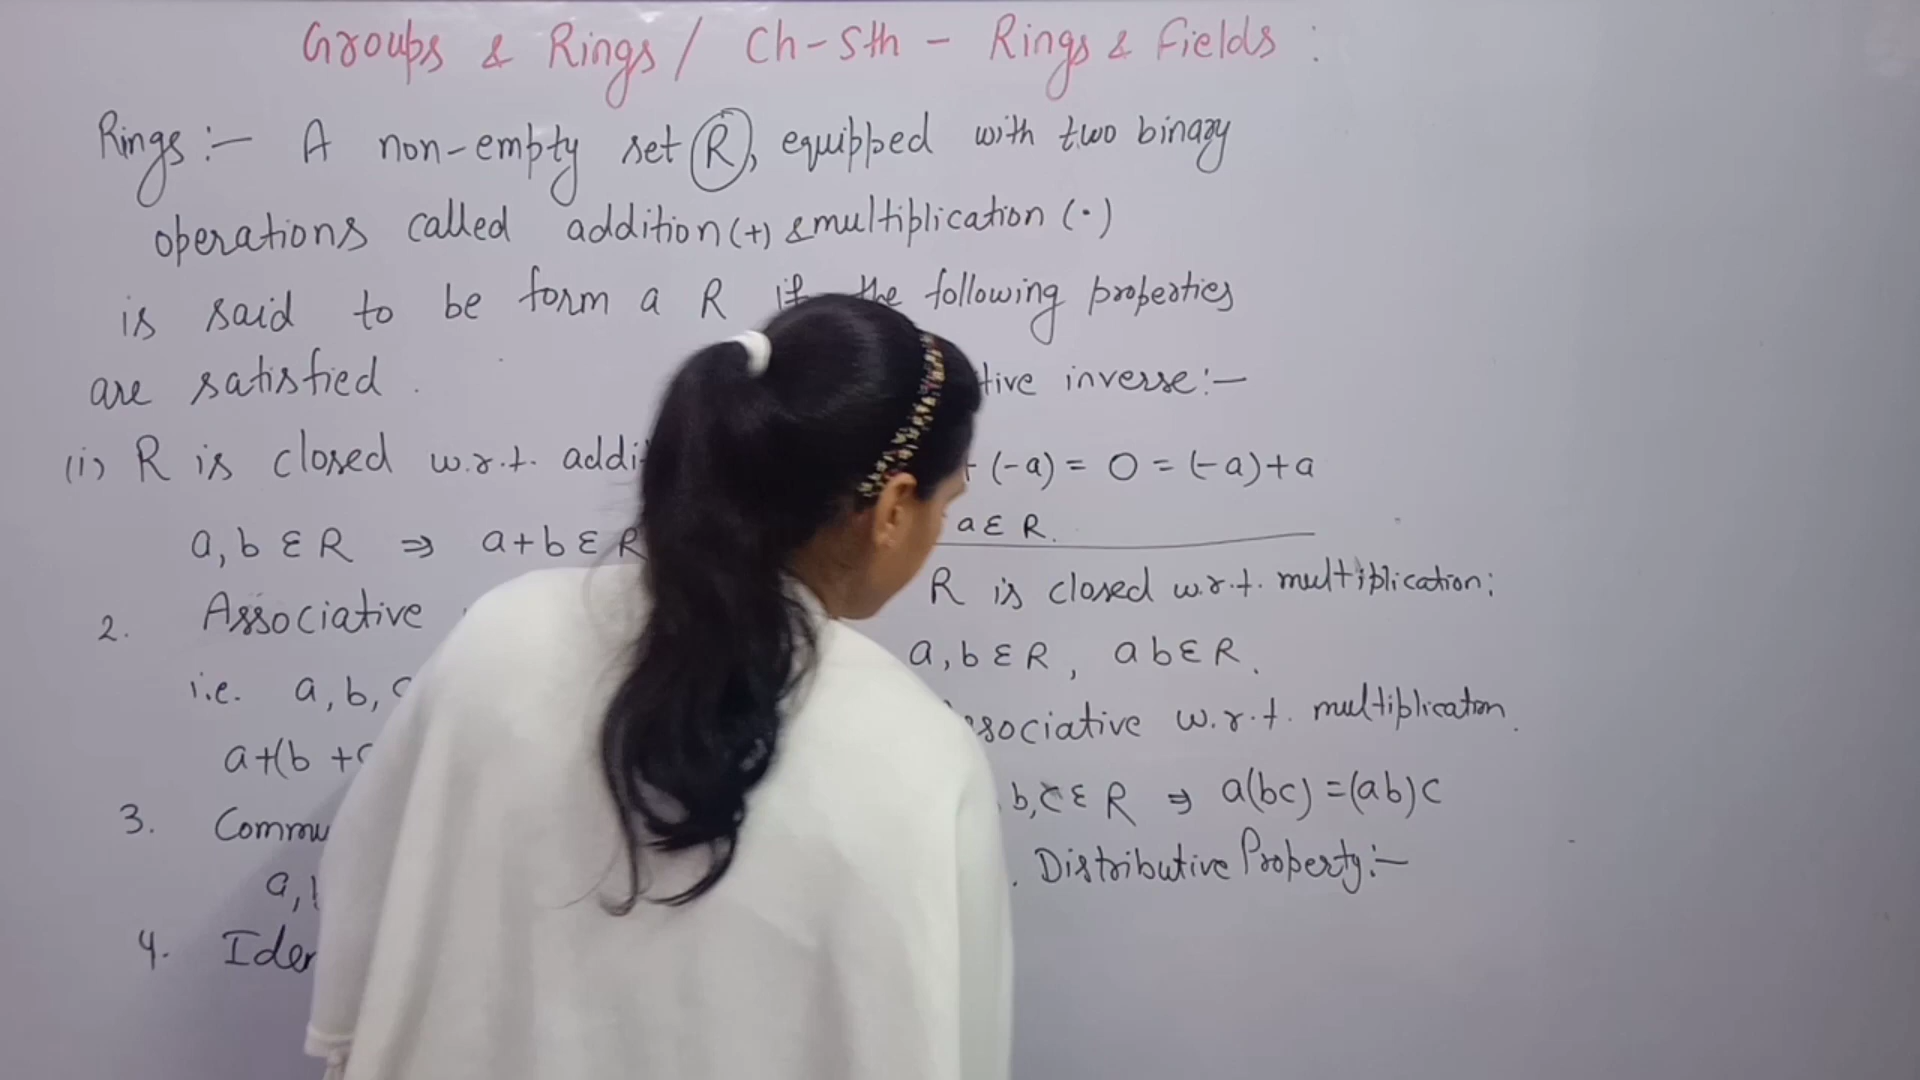 Groups & Rings / Ch-5th - Rings & Fields :
Rings :- A non-empty set R, equipped with two binary
operations called addition (+) & multiplication (·)
is said to be form a R if the following properties
are satisfied.
(i) R is closed w.r.t. addi
a, b ε R ⇒ a+b ε R
2. Associative
i.e. a, b, c
a+(b +c
3. Commu
a,
4. Iden
tive inverse :-
(-a) = 0 = (-a)+a
a ε R.
R is closed w.r.t. multiplication;
a, b ε R, ab ε R.
ssociative w.r.t. multiplicaton.
b, c ε R ⇒ a(bc) = (ab)c
. Distributive Property :-